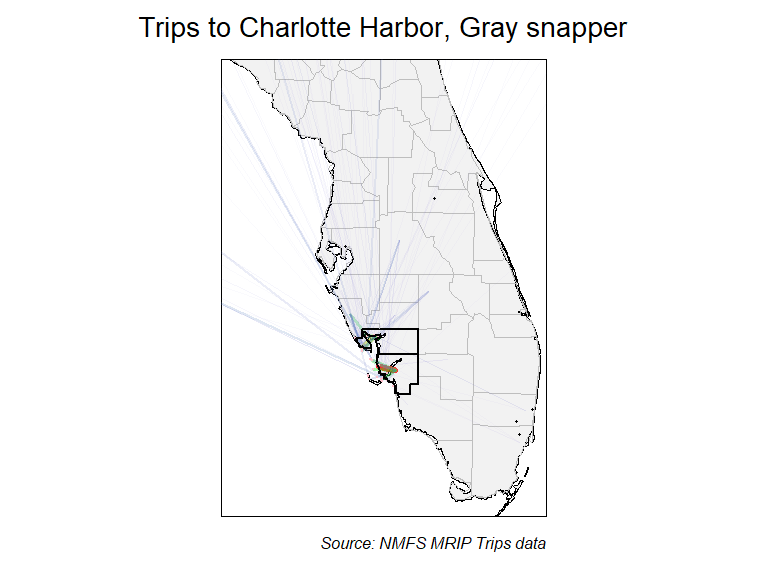 Trips to Charlotte Harbor, Gray snapper
Source: NMFS MRIP Trips data